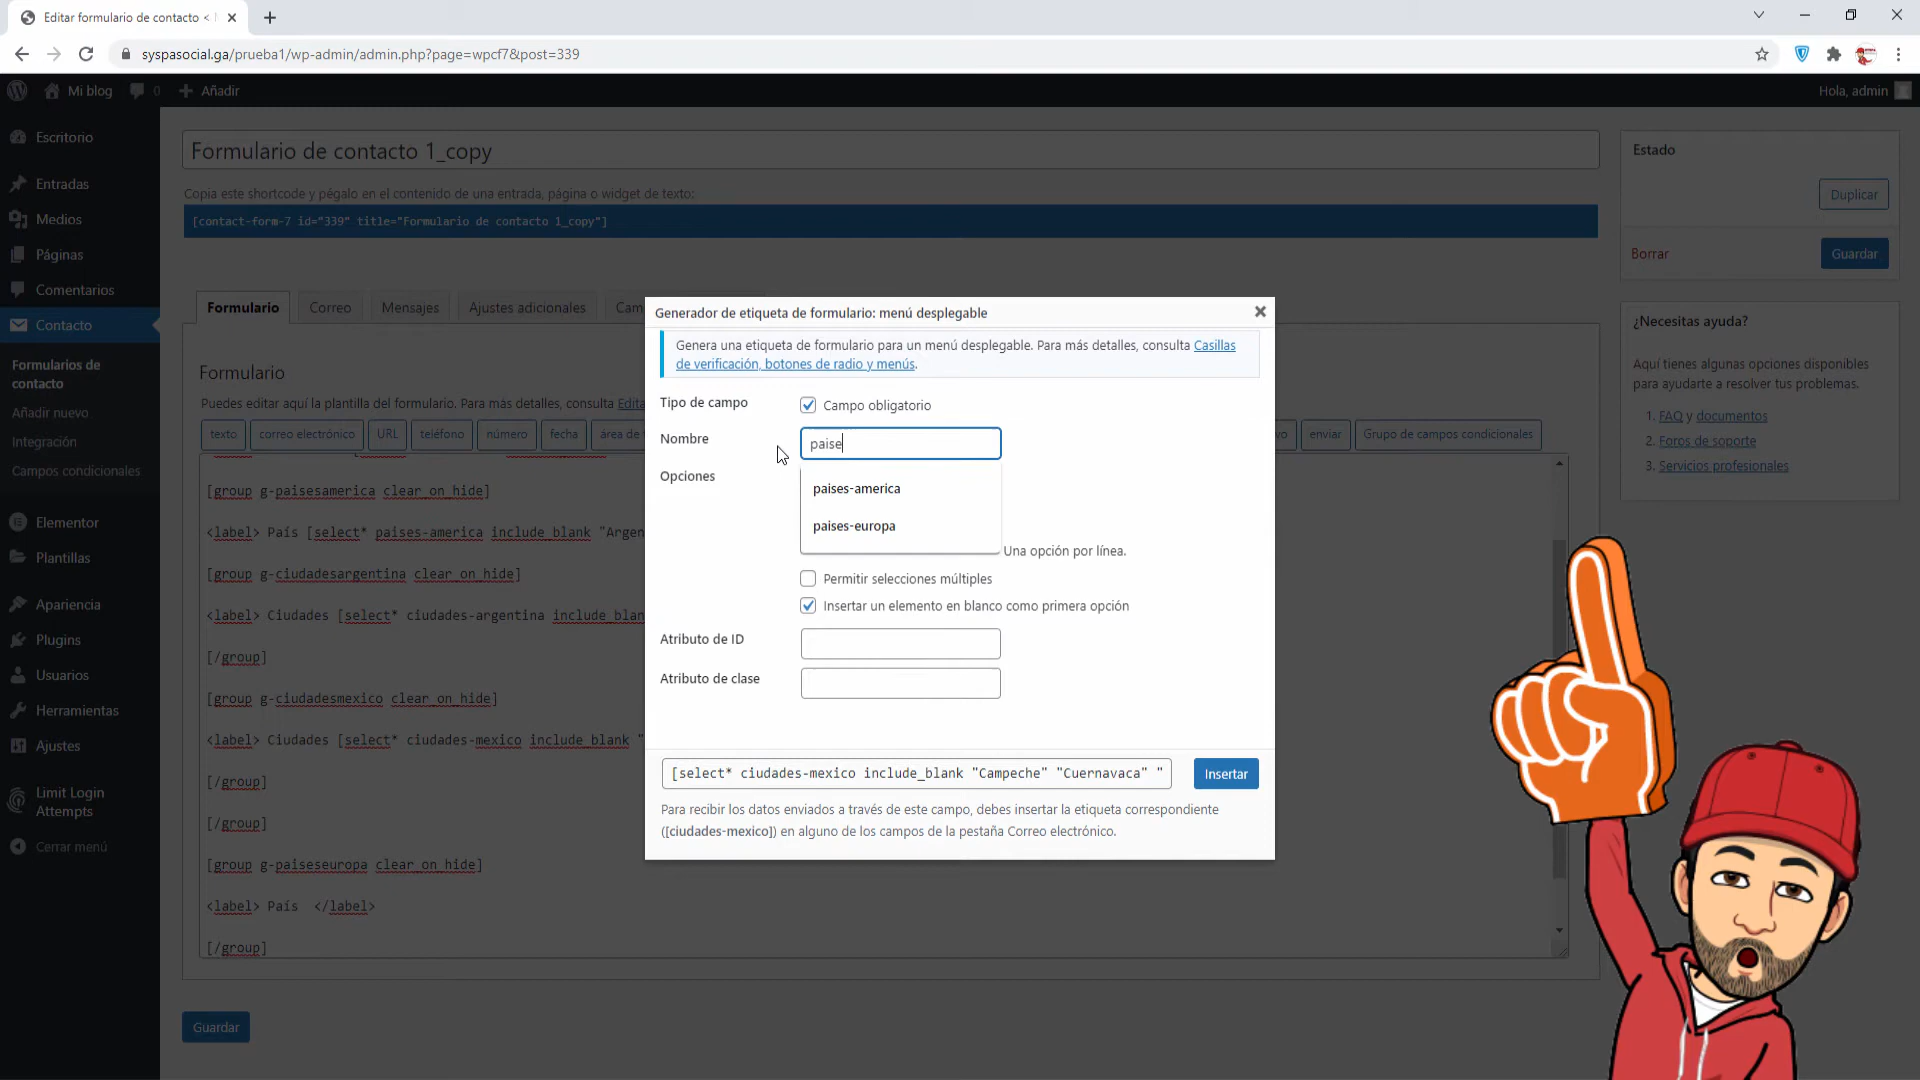 Editar formulario de contacto <
syspasocial.ga/prueba1/wp-admin/admin.php?page=wpcf7&post=339
Mi blog
0
Añadir
Hola, admin
Escritorio
Entradas
Medios
Páginas
Comentarios
Contacto
Formularios de
contacto
Añadir nuevo
Integración
Campos condicionales
Elementor
Plantillas
Apariencia
Plugins
Usuarios
Herramientas
Ajustes
Limit Login
Attempts
Cerrar menú
Formulario de contacto 1_copy
Copia este shortcode y pégalo en el contenido de una entrada, página o widget de texto:
[contact-form-7 id="339" title="Formulario de contacto 1_copy"]
Formulario
Correo
Mensajes
Ajustes adicionales
Cam
Formulario
Puedes editar aquí la plantilla del formulario. Para más detalles, consulta Edita
texto
correo electrónico
URL
teléfono
número
fecha
área de t
vo
enviar
Grupo de campos condicionales
[group g-paisesamerica clear_on_hide]
<label> País [select* paises-america include_blank "Argen
[group g-ciudadesargentina clear_on_hide]
<label> Ciudades [select* ciudades-argentina include_blan
[/group]
[group g-ciudadesmexico clear_on_hide]
<label> Ciudades [select* ciudades-mexico include_blank "
[/group]
[/group]
[group g-paiseseuropa clear_on_hide]
<label> País  </label>
[/group]
Guardar
Generador de etiqueta de formulario: menú desplegable
Genera una etiqueta de formulario para un menú desplegable. Para más detalles, consulta Casillas
de verificación, botones de radio y menús.
Tipo de campo
Campo obligatorio
Nombre
paise
Opciones
paises-america
paises-europa
Una opción por línea.
Permitir selecciones múltiples
Insertar un elemento en blanco como primera opción
Atributo de ID
Atributo de clase
[select* ciudades-mexico include_blank "Campeche" "Cuernavaca" "
Insertar
Para recibir los datos enviados a través de este campo, debes insertar la etiqueta correspondiente
([ciudades-mexico]) en alguno de los campos de la pestaña Correo electrónico.
Estado
Duplicar
Borrar
Guardar
¿Necesitas ayuda?
Aquí tienes algunas opciones disponibles
para ayudarte a resolver tus problemas.
1. FAQ y documentos
2. Foros de soporte
3. Servicios profesionales